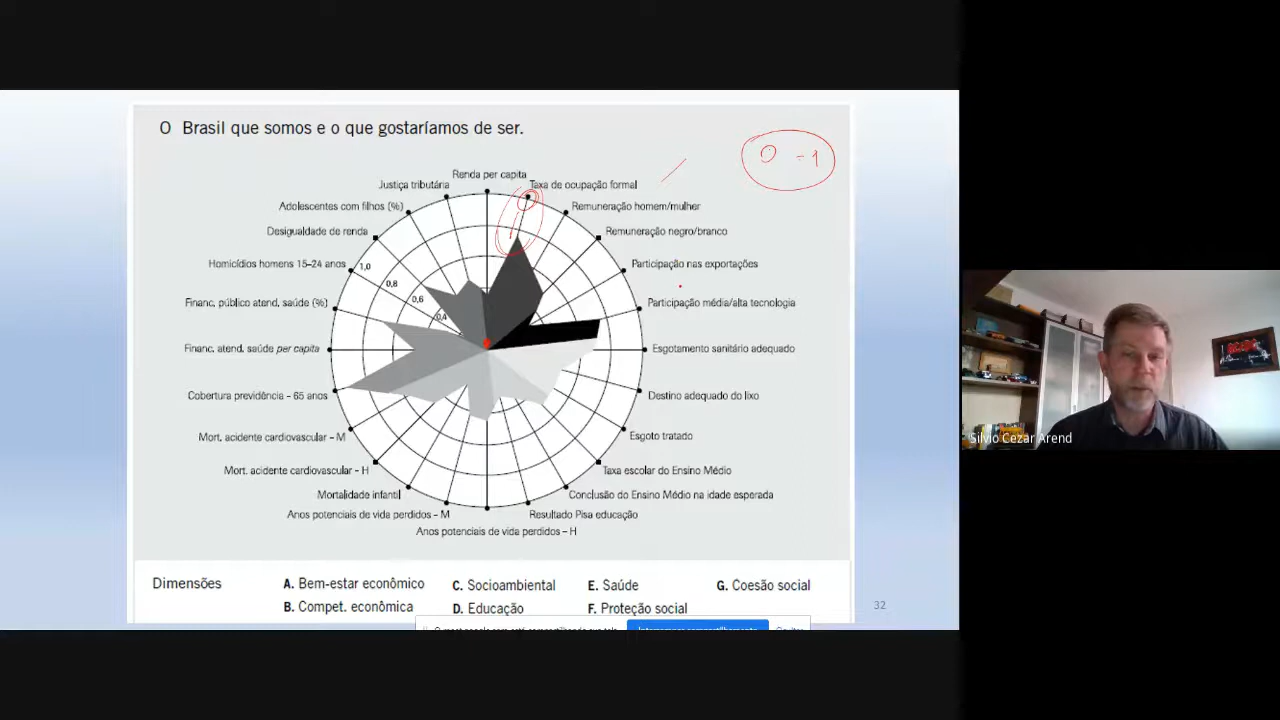 O Brasil que somos e o que gostaríamos de ser.
0 - 1
Renda per capita
Justiça tributária
Taxa de ocupação formal
Adolescentes com filhos (%)
Remuneração homem/mulher
Desigualdade de renda
Remuneração negro/branco
Homicídios homens 15–24 anos
1,0
Participação nas exportações
0,8
0,6
Financ. público atend. saúde (%)
Participação média/alta tecnologia
0,4
Financ. atend. saúde per capita
Esgotamento sanitário adequado
Cobertura previdência – 65 anos
Destino adequado do lixo
Mort. acidente cardiovascular – M
Esgoto tratado
Silvio Cezar Arend
Mort. acidente cardiovascular – H
Taxa escolar do Ensino Médio
Mortalidade infantil
Conclusão do Ensino Médio na idade esperada
Anos potenciais de vida perdidos – M
Resultado Pisa educação
Anos potenciais de vida perdidos – H
Dimensões
A. Bem-estar econômico
C. Socioambiental
E. Saúde
G. Coesão social
B. Compet. econômica
D. Educação
F. Proteção social
32